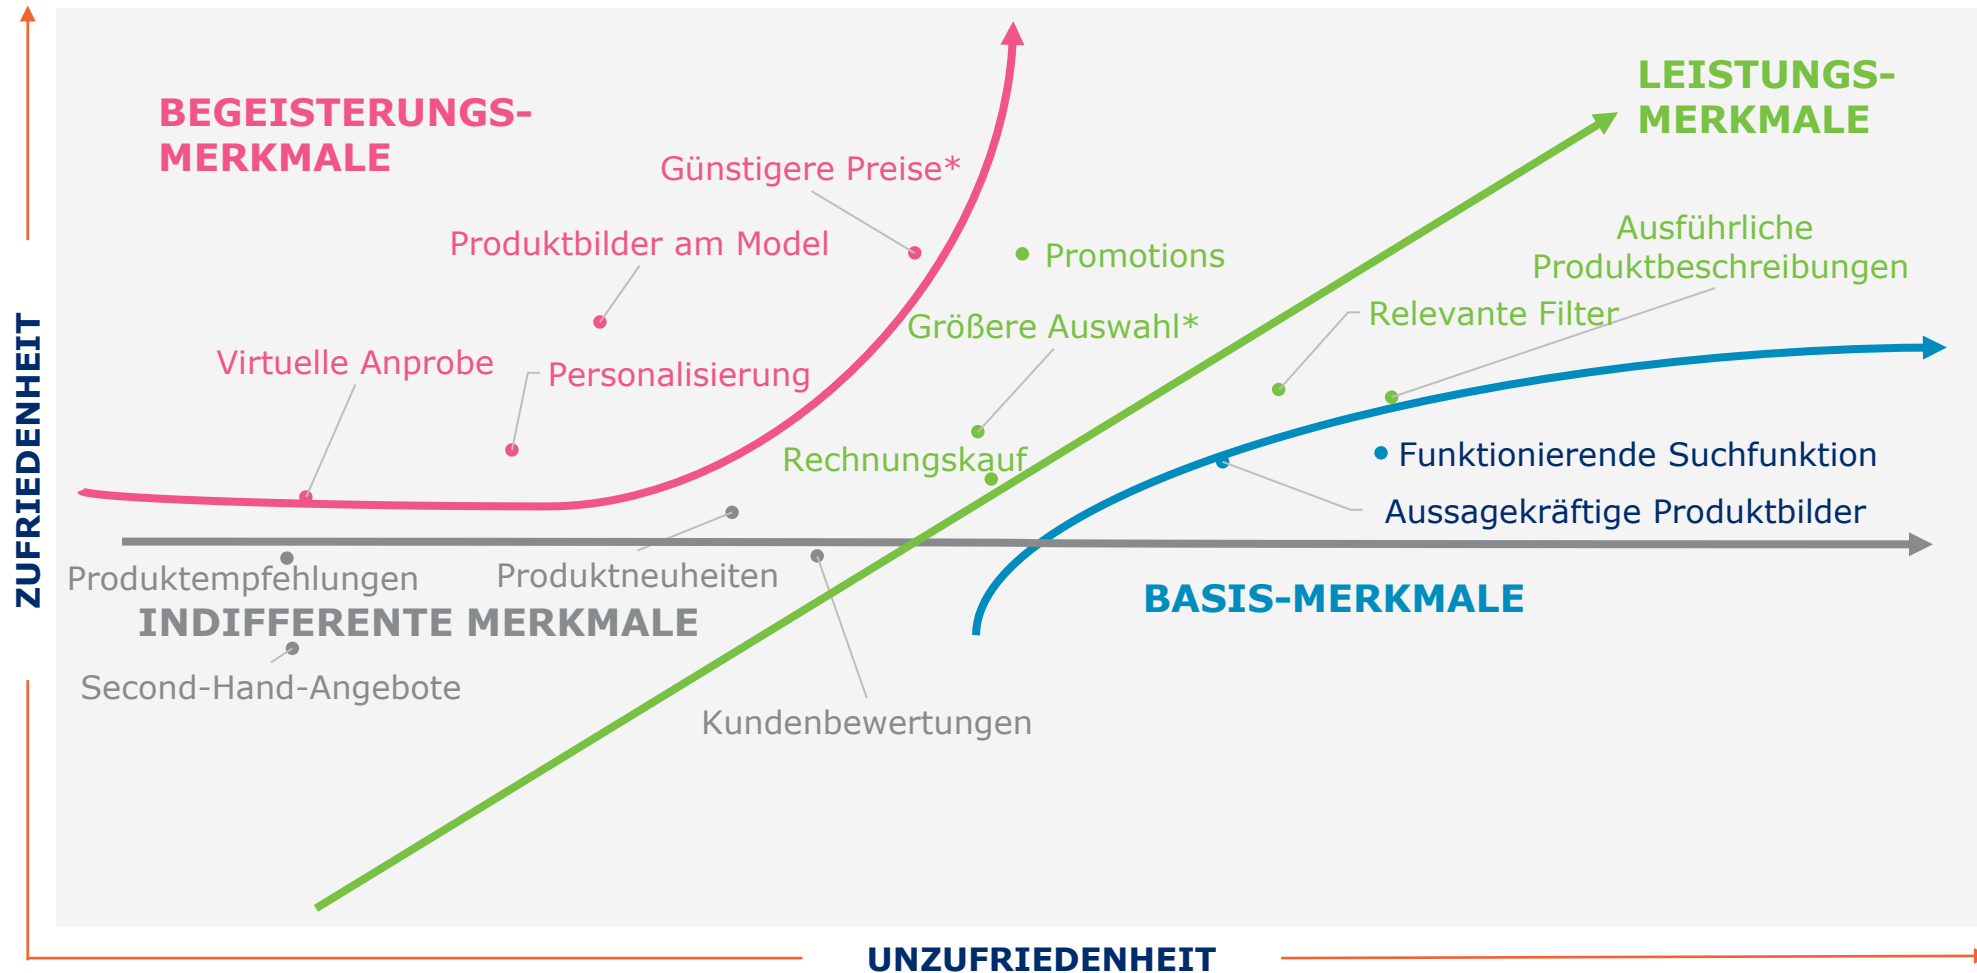 BEGEISTERUNGS-
MERKMALE
LEISTUNGS-
MERKMALE
Günstigere Preise*
Produktbilder am Model
Promotions
Ausführliche
Produktbeschreibungen
Größere Auswahl*
Relevante Filter
Virtuelle Anprobe
Personalisierung
Rechnungskauf
Funktionierende Suchfunktion
Aussagekräftige Produktbilder
Produktempfehlungen
Produktneuheiten
INDIFFERENTE MERKMALE
BASIS-MERKMALE
Second-Hand-Angebote
Kundenbewertungen
ZUFRIEDENHEIT
UNZUFRIEDENHEIT